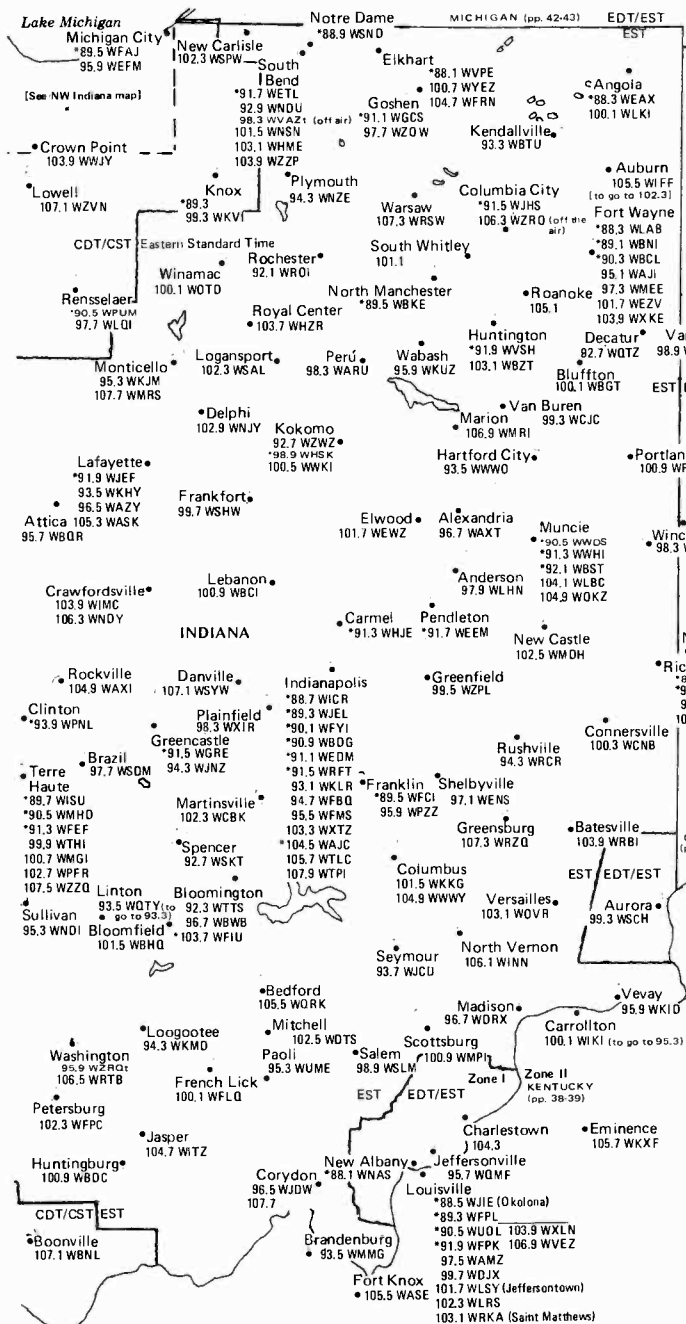 Lake Michigan
Notre Dame
*88.9 WSND
MICHIGAN (pp. 42-43)
EDT/EST
EST
Michigan City
*89.5 WFAJ
95.9 WEFM
New Carlisle
102.3 WSPW
[See NW Indiana map]
South
Bend
*91.7 WETL
92.9 WNDU
98.3 WVAZ† (off air)
101.5 WNSN
103.1 WHME
103.9 WZZP
Elkhart
*88.1 WVPE
100.7 WYEZ
104.7 WFRN
Goshen
*91.1 WGCS
97.7 WZOW
Angola
*88.3 WEAX
100.1 WLKI
Kendallville
93.3 WBTU
Crown Point
103.9 WWJY
Lowell
107.1 WZVN
Knox
*89.3
99.3 WKVI
Plymouth
94.3 WNZE
Warsaw
107.3 WRSW
Columbia City
*91.5 WJHS
106.3 WZRO (off the
air)
Auburn
105.5 WIFF
[to go to 102.3]
Fort Wayne
*88.3 WLAB
*89.1 WBNI
*90.3 WBCL
95.1 WAJI
97.3 WMEE
101.7 WEZV
103.9 WXKE
CDT/CST
Eastern Standard Time
Winamac
100.1 WOTD
Rochester
92.1 WROI
South Whitley
101.1
North Manchester
*89.5 WBKE
Roanoke
105.1
Rensselaer
*90.5 WPUM
97.7 WLQI
Royal Center
103.7 WHZR
Huntington
*91.9 WVSH
103.1 WBZT
Decatur
82.7 WQTZ
Va
98.9
Monticello
95.3 WKJM
107.7 WMRS
Logansport
102.3 WSAL
Perú
98.3 WARU
Wabash
95.9 WKUZ
Bluffton
100.1 WBGT
EST
Delphi
102.9 WNJY
Kokomo
92.7 WZWZ
*98.9 WHSK
100.5 WWKI
Van Buren
99.3 WCJC
Marion
106.9 WMRI
Hartford City
93.5 WWWO
Portlan
100.9
Lafayette
*91.9 WJEF
93.5 WKHY
96.5 WAZY
105.3 WASK
Attica
95.7 WBQR
Frankfort
99.7 WSHW
Elwood
101.7 WEWZ
Alexandria
96.7 WAXT
Muncie
*90.5 WWDS
*91.3 WWHI
*92.1 WBST
104.1 WLBC
104.9 WOKZ
Winc
98.3
Crawfordsville
103.9 WIMC
106.3 WNDY
Lebanon
100.9 WBCI
Anderson
97.9 WLHN
INDIANA
Carmel
*91.3 WHJE
Pendleton
*91.7 WEEM
New Castle
102.5 WMDH
Rockville
104.9 WAXI
Danville
107.1 WSYW
Indianapolis
*88.7 WICR
*89.3 WJEL
*90.1 WFYI
*90.9 WBDG
*91.1 WEDM
*91.5 WRFT
93.1 WKLR
94.7 WFBQ
95.5 WFMS
103.3 WXTZ
*104.5 WAJC
105.7 WTLC
107.9 WTPI
Greenfield
99.5 WZPL
Ric
Clinton
*93.9 WPNL
Plainfield
98.3 WXIR
Greencastle
*91.5 WGRE
94.3 WJNZ
Connersville
100.3 WCNB
Brazil
97.7 WSDM
Rushville
94.3 WRCR
Terre
Haute
*89.7 WISU
*90.5 WMHD
*91.3 WFEF
99.9 WTHI
100.7 WMGI
102.7 WPFR
107.5 WZZQ
Martinsville
102.3 WCBK
Franklin
*89.5 WFCI
95.9 WPZZ
Shelbyville
97.1 WENS
Greensburg
107.3 WRZQ
Batesville
103.9 WRBI
Spencer
92.7 WSKT
Columbus
101.5 WKKG
104.9 WWWY
EST
EDT/EST
Linton
93.5 WQTY (to
go to 93.3)
Bloomington
92.3 WTTS
96.7 WBWB
*103.7 WFIU
Versailles
103.1 WOVR
Aurora
99.3 WSCH
Sullivan
95.3 WNDI
Bloomfield
101.5 WBHQ
Seymour
93.7 WJCD
North Vernon
106.1 WINN
Bedford
105.5 WQRK
Madison
96.7 WDRX
Vevay
95.9 WKID
Carrollton
100.1 WIKI (to go to 95.3)
Loogootee
94.3 WKMD
Mitchell
102.5 WDTS
Scottsburg
100.9 WMPI
Washington
95.9 WZRQ†
106.5 WRTB
Paoli
95.3 WUME
Salem
98.9 WSLM
French Lick
100.1 WFLQ
Zone I
Zone II
KENTUCKY
(pp. 38-39)
EST
EDT/EST
Petersburg
102.3 WFPC
Charlestown
104.3
Eminence
105.7 WKXF
Jasper
104.7 WITZ
Huntingburg
100.9 WBDC
New Albany
*88.1 WNAS
Jeffersonville
95.7 WQMF
Corydon
96.5 WJDW
107.7
Louisville
*88.5 WJIE (Okolona)
*89.3 WFPL
*90.5 WUOL 103.9 WXLN
*91.9 WFPK 106.9 WVEZ
97.5 WAMZ
99.7 WDJX
101.7 WLSY (Jeffersontown)
102.3 WLRS
103.1 WRKA (Saint Matthews)
CDT/CST
EST
Boonville
107.1 WBNL
Brandenburg
93.5 WMMG
Fort Knox
105.5 WASE